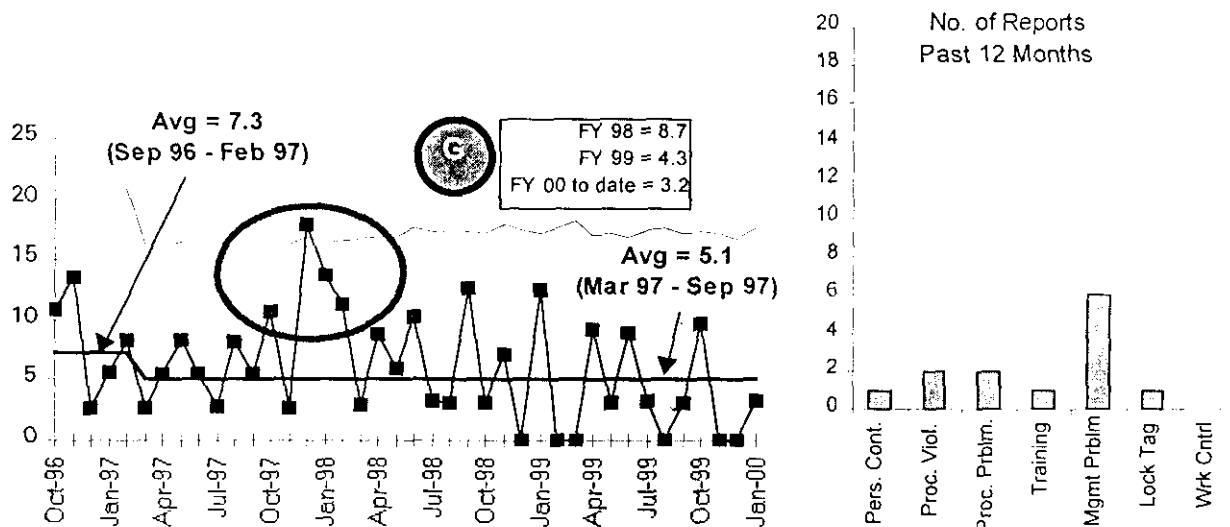 Avg = 7.3
(Sep 96 - Feb 97)
G
FY 98 = 8.7
FY 99 = 4.3
FY 00 to date = 3.2
Avg = 5.1
(Mar 97 - Sep 97)
25
20
15
10
5
0
Oct-96
Jan-97
Apr-97
Jul-97
Oct-97
Jan-98
Apr-98
Jul-98
Oct-98
Jan-99
Apr-99
Jul-99
Oct-99
Jan-00
No. of Reports
Past 12 Months
20
18
16
14
12
10
8
6
4
2
0
Pers. Cont.
Proc. Viol.
Proc. Prblm.
Training
Mgmt Prblm
Lock Tag
Wrk Cntrl